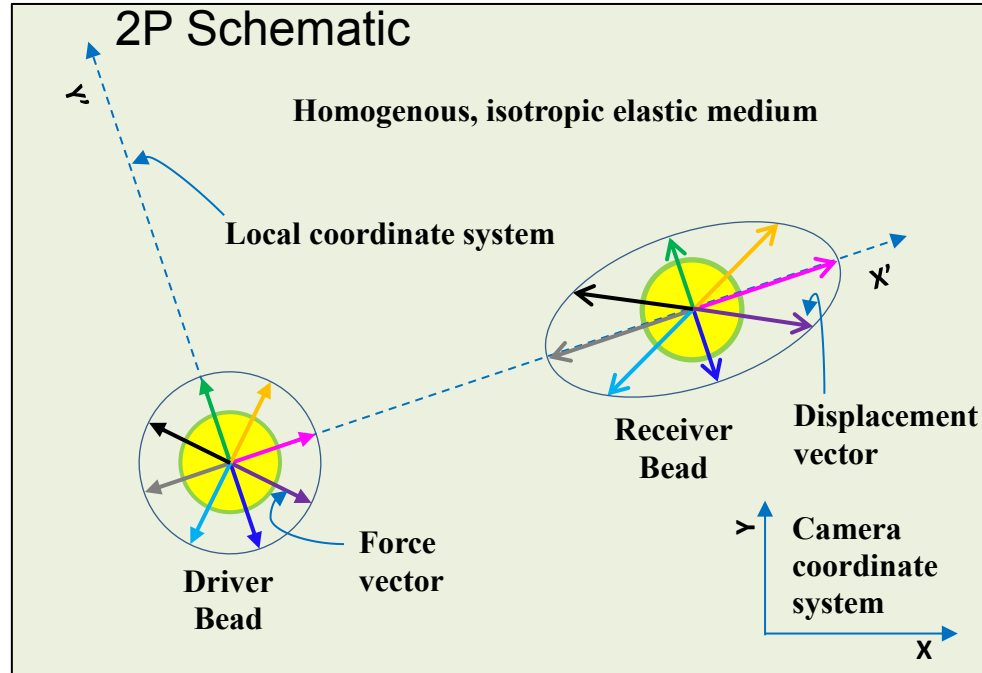 2P Schematic
Y'
Homogenous, isotropic elastic medium
Local coordinate system
X'
Receiver
Bead
Displacement
vector
Driver
Bead
Force
vector
Y
Camera
coordinate
system
X